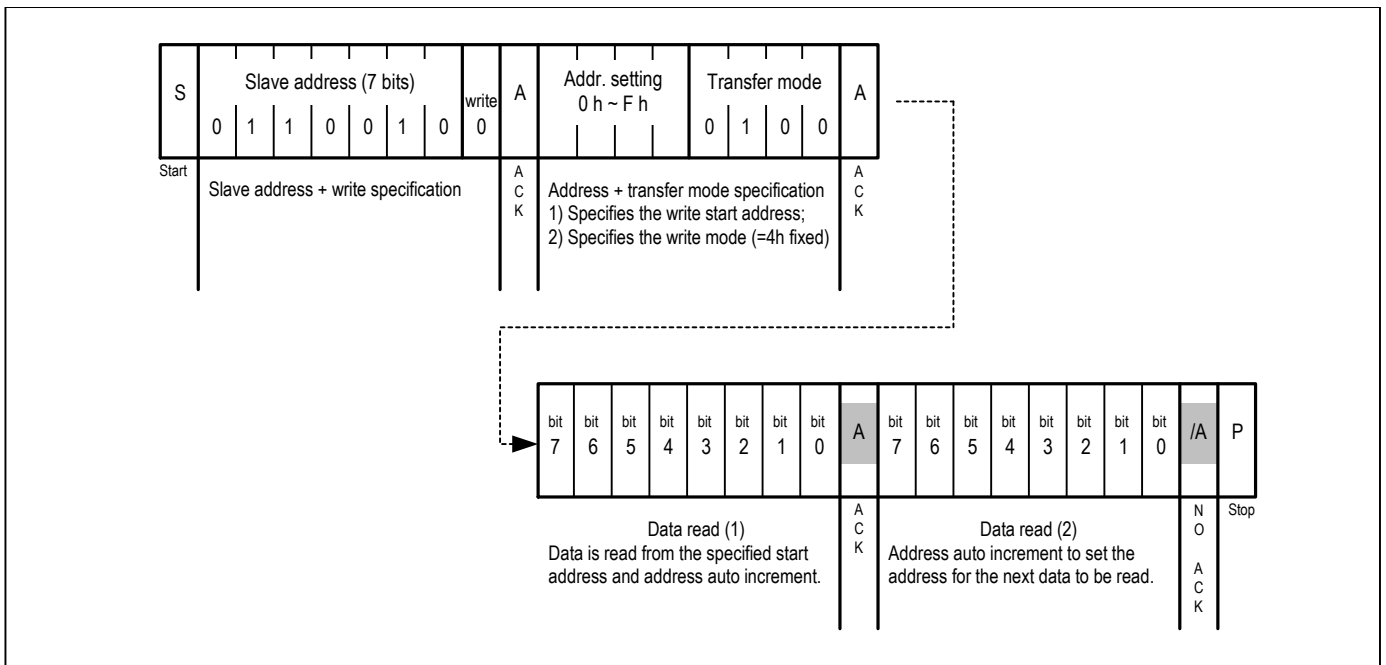 S
Slave address (7 bits)
write
A
Addr. setting
0 h ~ F h
Transfer mode
A
0 1 1 0 0 1 0 0
0 1 0 0
Start
Slave address + write specification
A
C
K
Address + transfer mode specification
1) Specifies the write start address;
2) Specifies the write mode (=4h fixed)
A
C
K
bit bit bit bit bit bit bit bit
7 6 5 4 3 2 1 0
A
bit bit bit bit bit bit bit bit
7 6 5 4 3 2 1 0
/A
P
Data read (1)
Data is read from the specified start
address and address auto increment.
A
C
K
Data read (2)
Address auto increment to set the
address for the next data to be read.
N
O
A
C
K
Stop